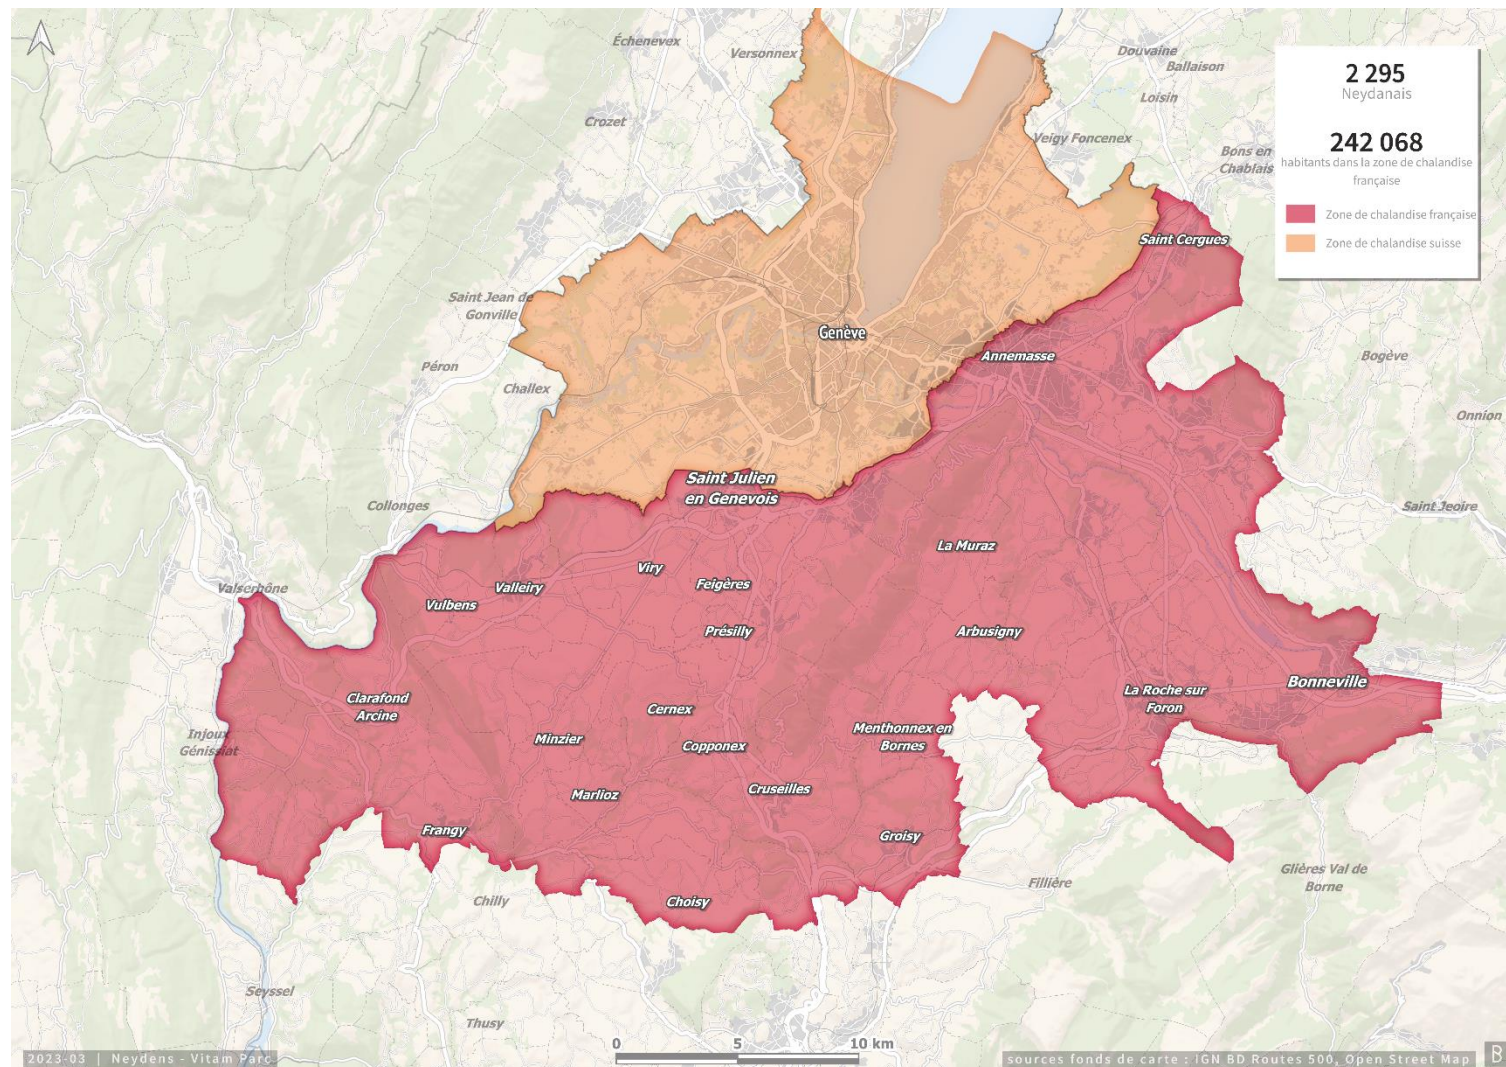 Échenevex
Versonnex
Douvaine
Ballaison
Loisin
Crozet
Veigy Foncenex
Bons en
Chablais
2 295
Neydanais
242 068
habitants dans la zone de chalandise
française
Zone de chalandise française
Zone de chalandise suisse
Saint Cergues
Saint Jean de
Gonville
Genève
Annemasse
Bogève
Péron
Challex
Onnion
Saint Julien
en Genevois
Collonges
Saint Jeoire
La Muraz
Viry
Feigères
Valleiry
Valserhône
Vulbens
Présilly
Arbusigny
Bonneville
La Roche sur
Foron
Clarafond
Arcine
Cernex
Menthonnex en
Bornes
Injoux
Génissiat
Minzier
Copponex
Marlioz
Cruseilles
Frangy
Groisy
Glières Val de
Borne
Fillière
Chilly
Choisy
Seyssel
Thusy
0 5 10 km
2023-03 | Neydens - Vitam Parc
sources fonds de carte : IGN BD Routes 500, Open Street Map
B